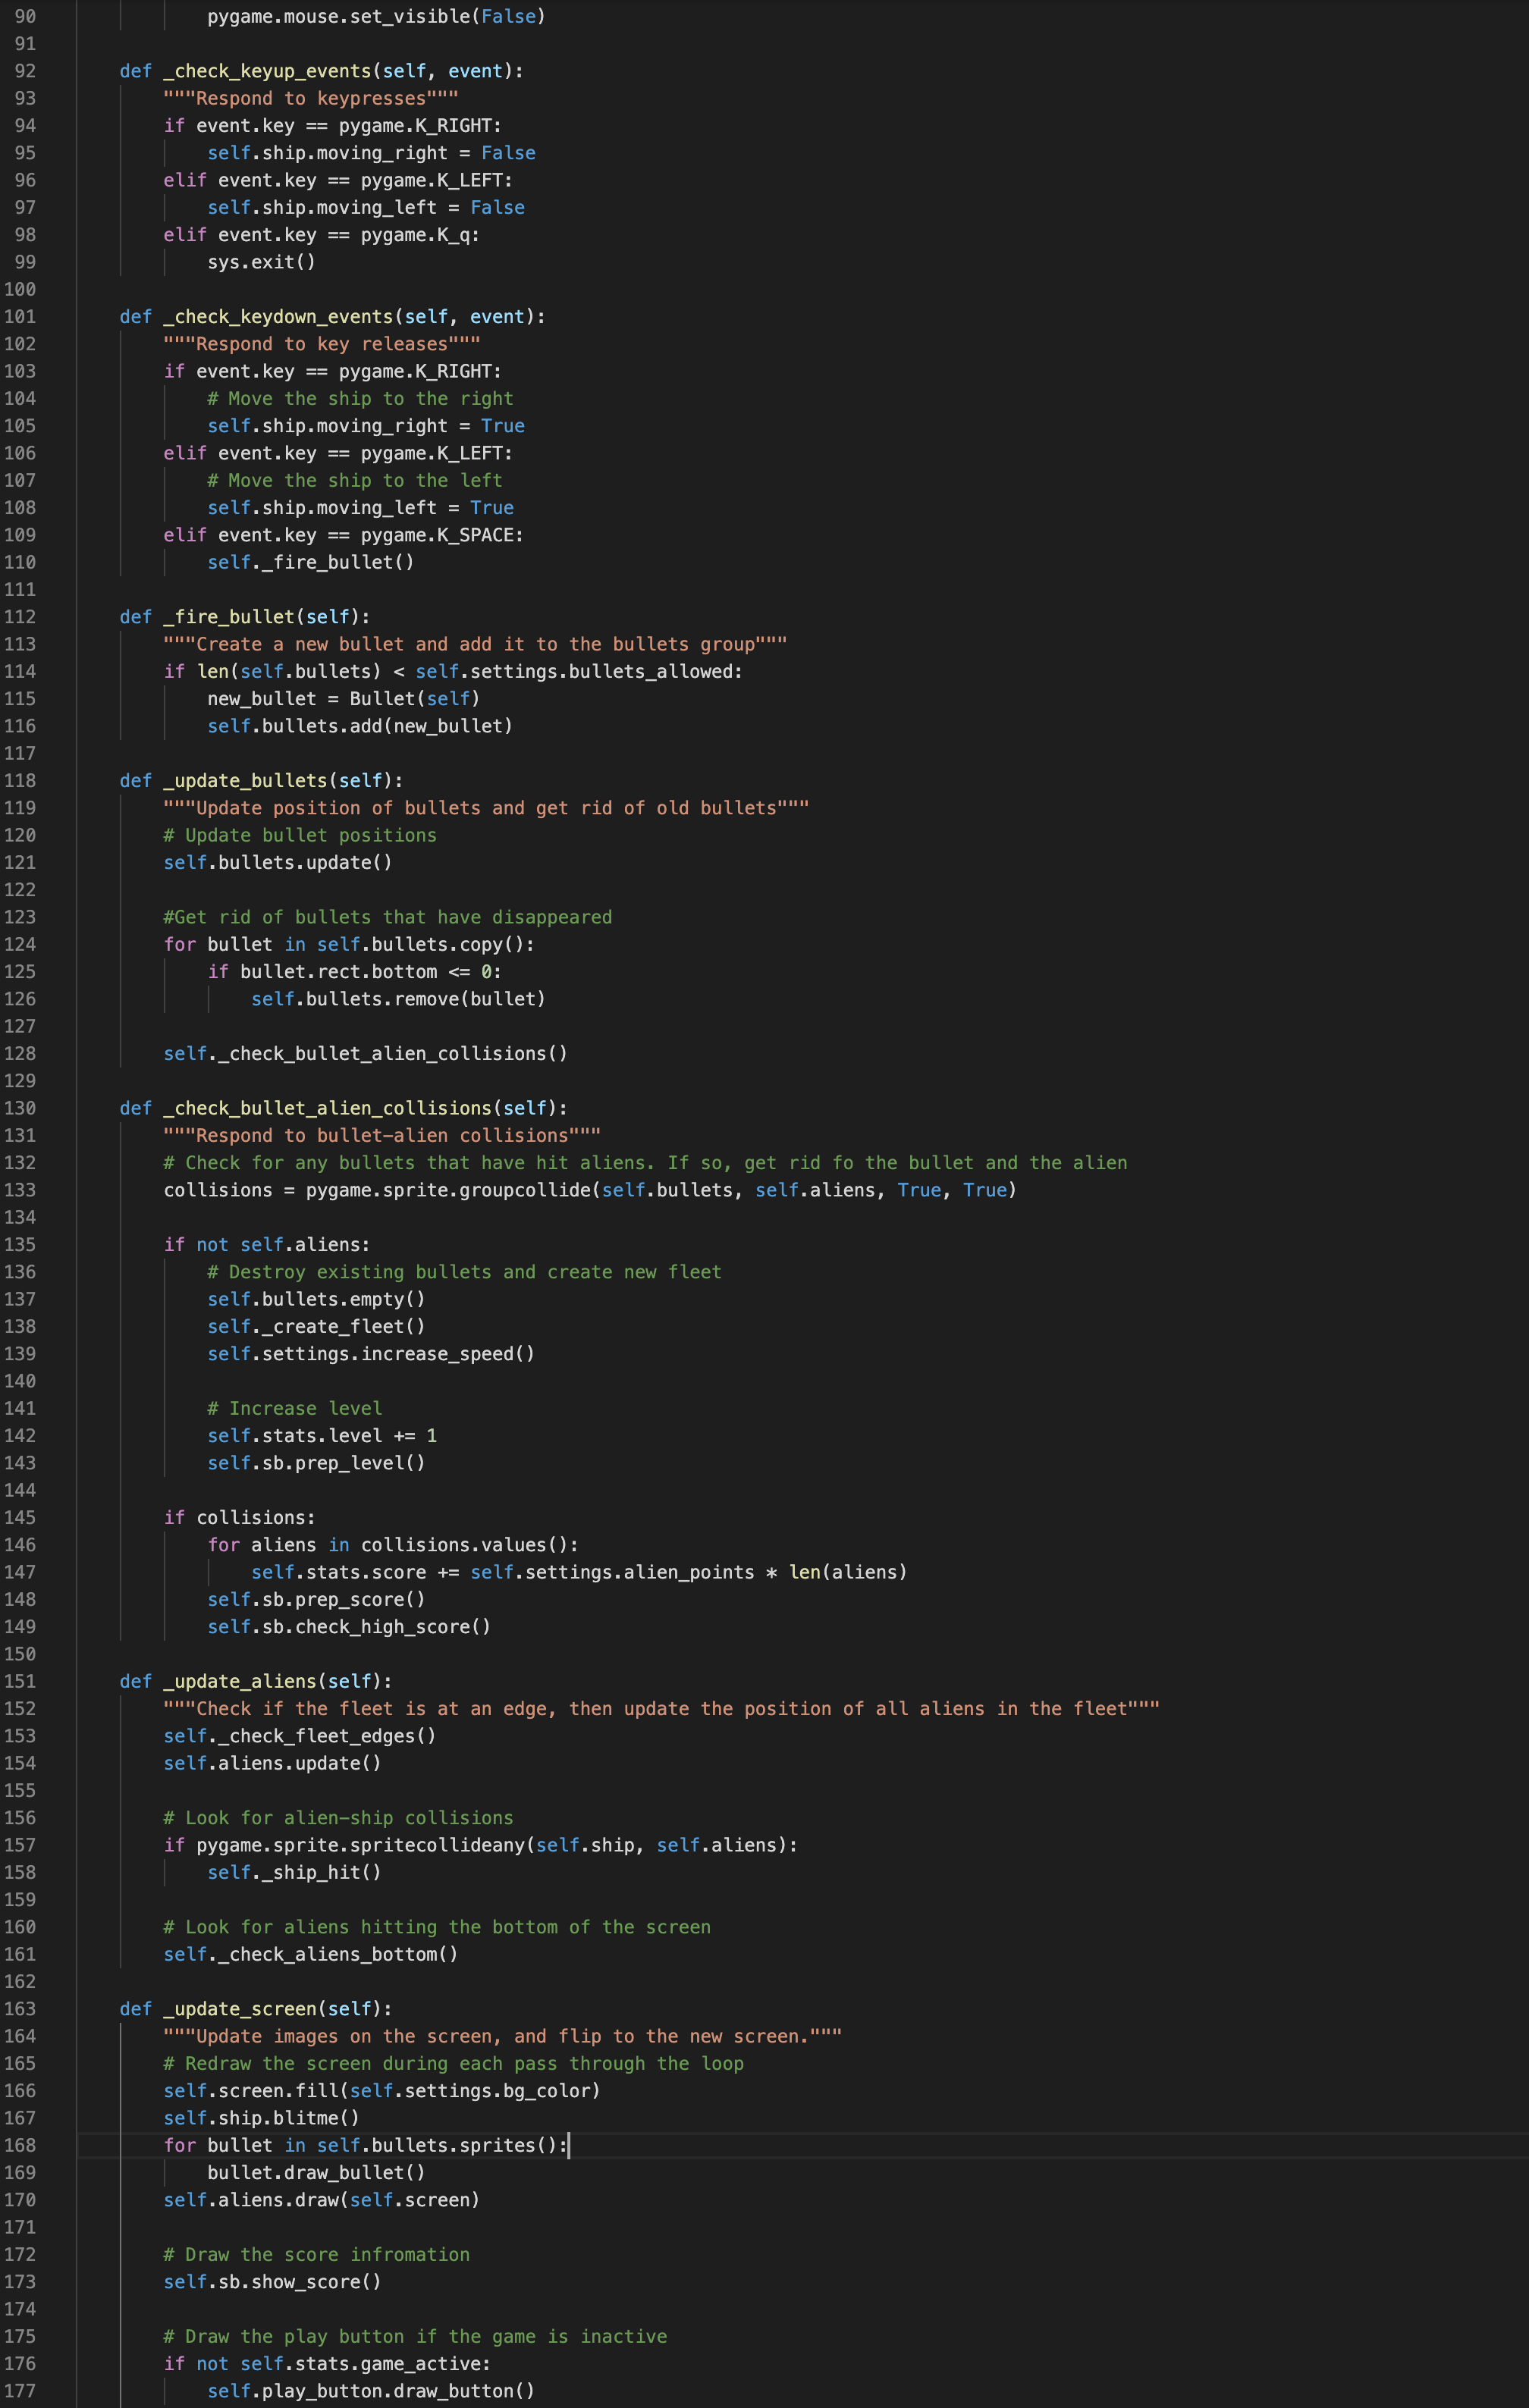 90 pygame.mouse.set_visible(False)
91
92 def _check_keyup_events(self, event):
93 """Respond to keypresses"""
94 if event.key == pygame.K_RIGHT:
95 self.ship.moving_right = False
96 elif event.key == pygame.K_LEFT:
97 self.ship.moving_left = False
98 elif event.key == pygame.K_q:
99 sys.exit()
100
101 def _check_keydown_events(self, event):
102 """Respond to key releases"""
103 if event.key == pygame.K_RIGHT:
104 # Move the ship to the right
105 self.ship.moving_right = True
106 elif event.key == pygame.K_LEFT:
107 # Move the ship to the left
108 self.ship.moving_left = True
109 elif event.key == pygame.K_SPACE:
110 self._fire_bullet()
111
112 def _fire_bullet(self):
113 """Create a new bullet and add it to the bullets group"""
114 if len(self.bullets) < self.settings.bullets_allowed:
115 new_bullet = Bullet(self)
116 self.bullets.add(new_bullet)
117
118 def _update_bullets(self):
119 """Update position of bullets and get rid of old bullets"""
120 # Update bullet positions
121 self.bullets.update()
122
123 #Get rid of bullets that have disappeared
124 for bullet in self.bullets.copy():
125 if bullet.rect.bottom <= 0:
126 self.bullets.remove(bullet)
127
128 self._check_bullet_alien_collisions()
129
130 def _check_bullet_alien_collisions(self):
131 """Respond to bullet-alien collisions"""
132 # Check for any bullets that have hit aliens. If so, get rid fo the bullet and the alien
133 collisions = pygame.sprite.groupcollide(self.bullets, self.aliens, True, True)
134
135 if not self.aliens:
136 # Destroy existing bullets and create new fleet
137 self.bullets.empty()
138 self._create_fleet()
139 self.settings.increase_speed()
140
141 # Increase level
142 self.stats.level += 1
143 self.sb.prep_level()
144
145 if collisions:
146 for aliens in collisions.values():
147 self.stats.score += self.settings.alien_points * len(aliens)
148 self.sb.prep_score()
149 self.sb.check_high_score()
150
151 def _update_aliens(self):
152 """Check if the fleet is at an edge, then update the position of all aliens in the fleet"""
153 self._check_fleet_edges()
154 self.aliens.update()
155
156 # Look for alien-ship collisions
157 if pygame.sprite.spritecollideany(self.ship, self.aliens):
158 self._ship_hit()
159
160 # Look for aliens hitting the bottom of the screen
161 self._check_aliens_bottom()
162
163 def _update_screen(self):
164 """Update images on the screen, and flip to the new screen."""
165 # Redraw the screen during each pass through the loop
166 self.screen.fill(self.settings.bg_color)
167 self.ship.blitme()
168 for bullet in self.bullets.sprites():
169 bullet.draw_bullet()
170 self.aliens.draw(self.screen)
171
172 # Draw the score infromation
173 self.sb.show_score()
174
175 # Draw the play button if the game is inactive
176 if not self.stats.game_active:
177 self.play_button.draw_button()